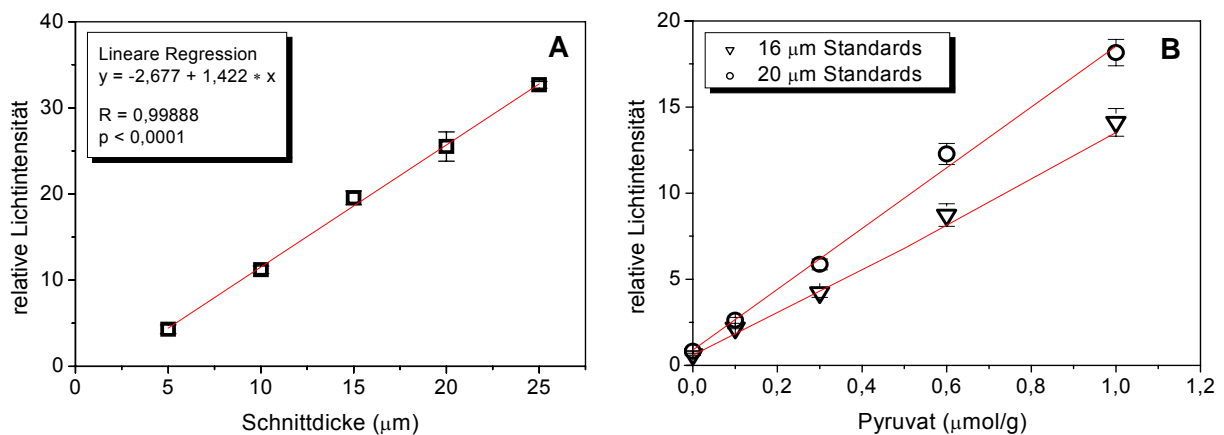 A
Lineare Regression
y = -2,677 + 1,422 * x
R = 0,99888
p < 0,0001
relative Lichtintensität
40
30
20
10
0
0 5 10 15 20 25
Schnittdicke (μm)
B
16 μm Standards
20 μm Standards
relative Lichtintensität
20
15
10
5
0
0,0 0,2 0,4 0,6 0,8 1,0 1,2
Pyruvat (μmol/g)